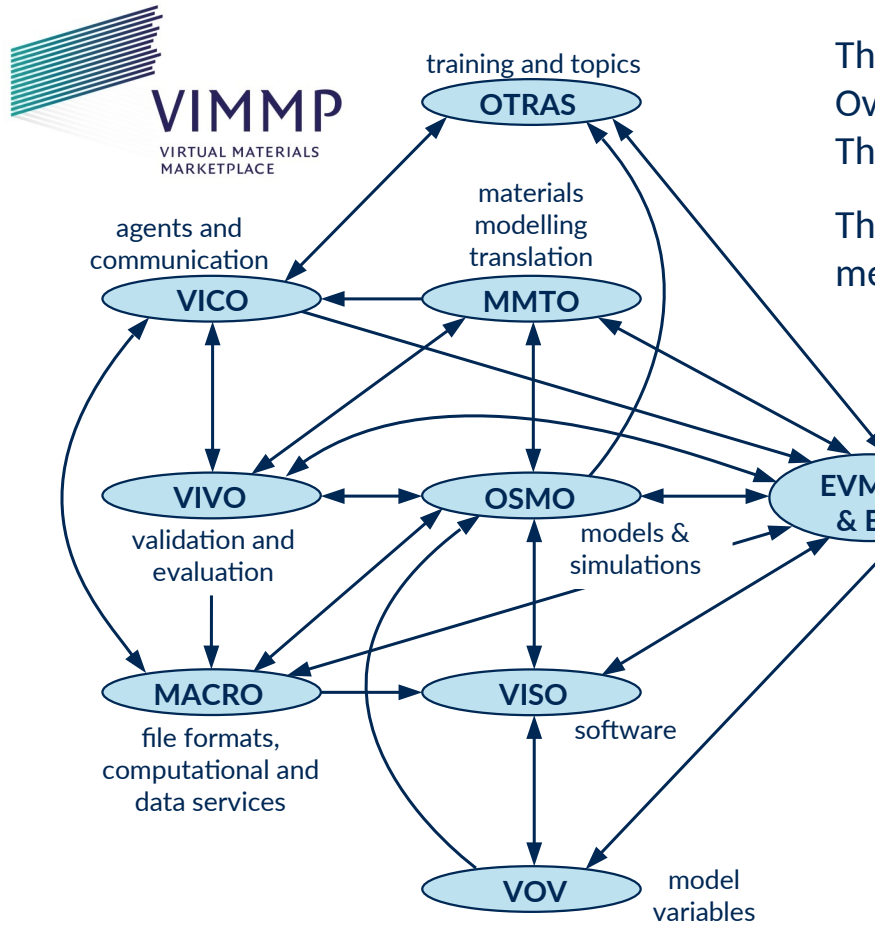 VIMMP
VIRTUAL MATERIALS
MARKETPLACE
training and topics
OTRAS
materials
modelling
translation
agents and
communication
VICO
MMTO
VIVO
OSMO
validation and
evaluation
models &
simulations
MACRO
VISO
file formats,
computational and
data services
software
VOV
model
variables
& E